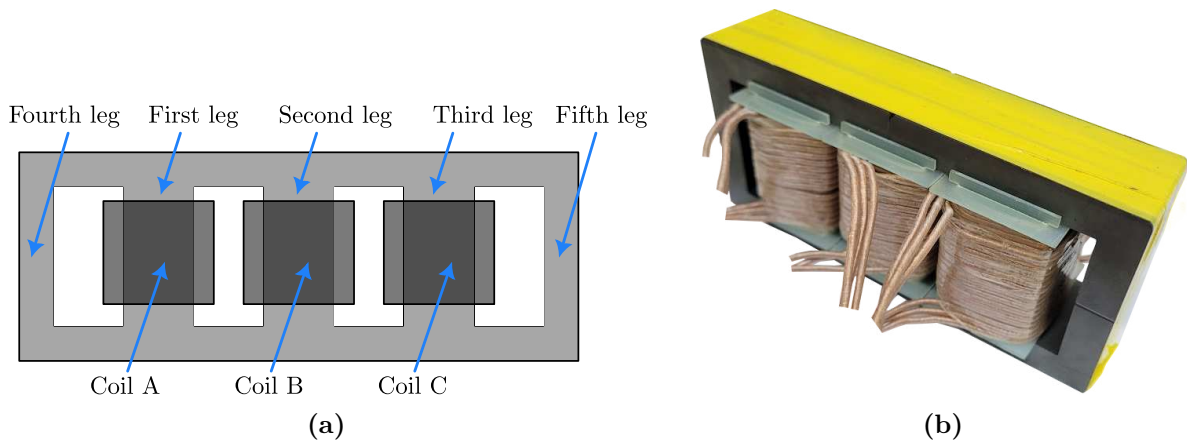 Fourth leg First leg Second leg Third leg Fifth leg
Coil A Coil B Coil C
(a) (b)